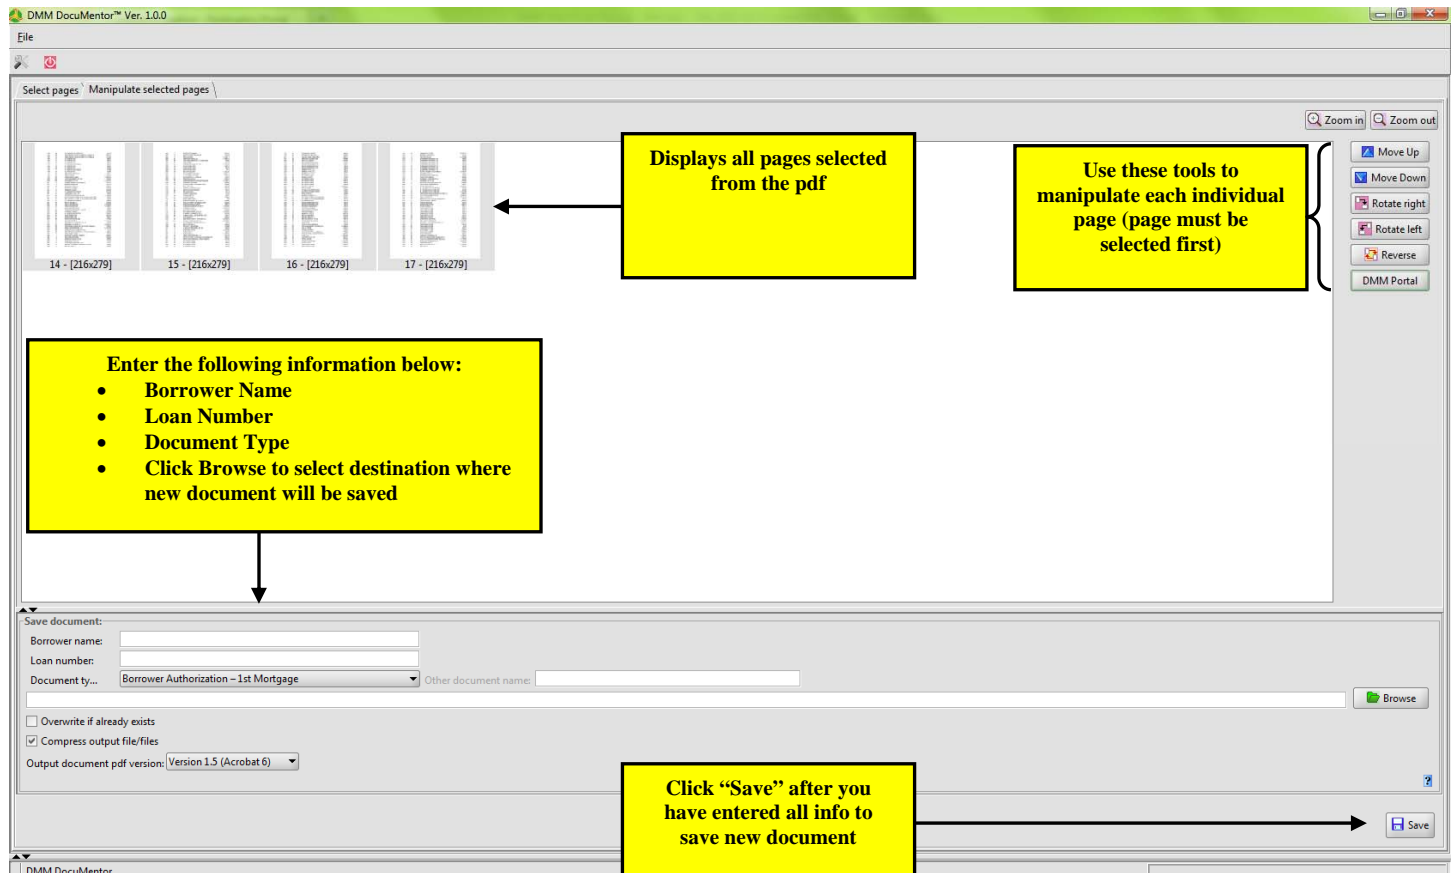 DMM DocuMentor™ Ver. 1.0.0
File
Select pages
Manipulate selected pages
Zoom in
Zoom out
Displays all pages selected
from the pdf
Use these tools to
manipulate each individual
page (page must be
selected first)
Move Up
Move Down
Rotate right
Rotate left
Reverse
DMM Portal
14 - [216x279]
15 - [216x279]
16 - [216x279]
17 - [216x279]
Enter the following information below:
• Borrower Name
• Loan Number
• Document Type
• Click Browse to select destination where
new document will be saved
Save document:
Borrower name:
Loan number:
Document ty...
Borrower Authorization – 1st Mortgage
Other document name:
Browse
Overwrite if already exists
Compress output file/files
Output document pdf version: Version 1.5 (Acrobat 6)
?
Click “Save” after you
have entered all info to
save new document
Save
DMM DocuMentor